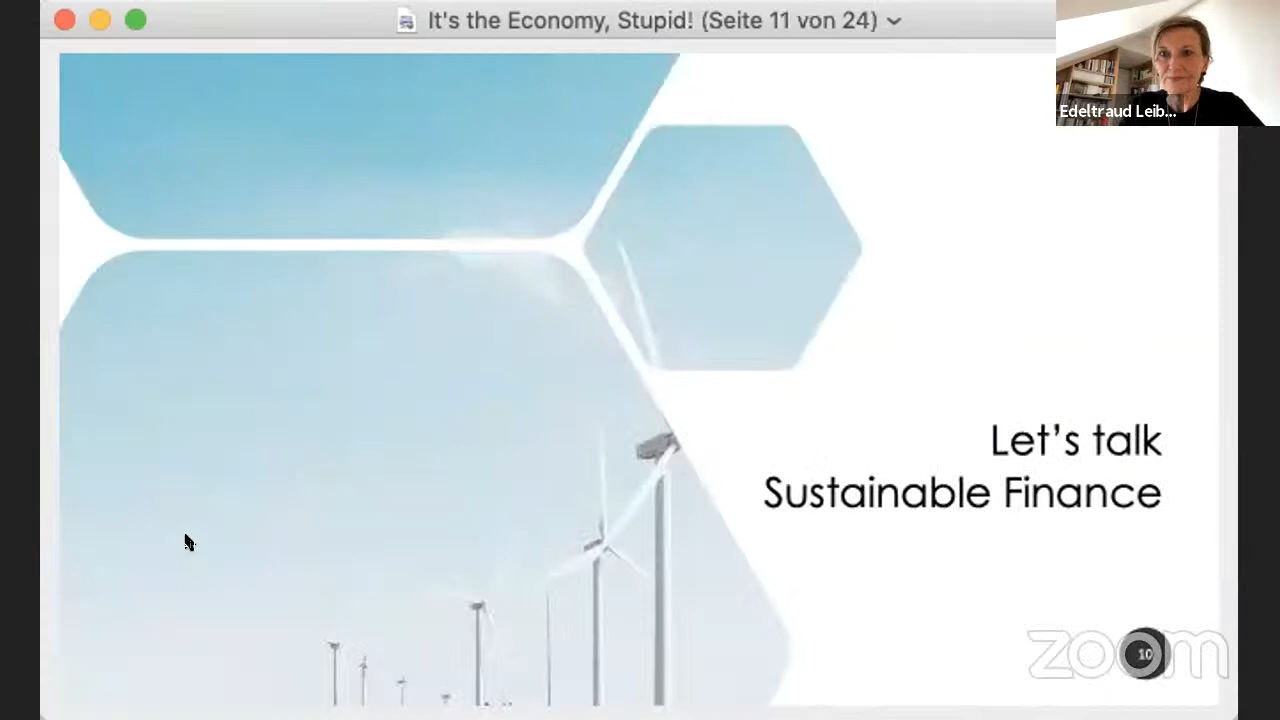 It's the Economy, Stupid! (Seite 11 von 24)
Edeltraud Leib...
Let's talk
Sustainable Finance
10
zoom